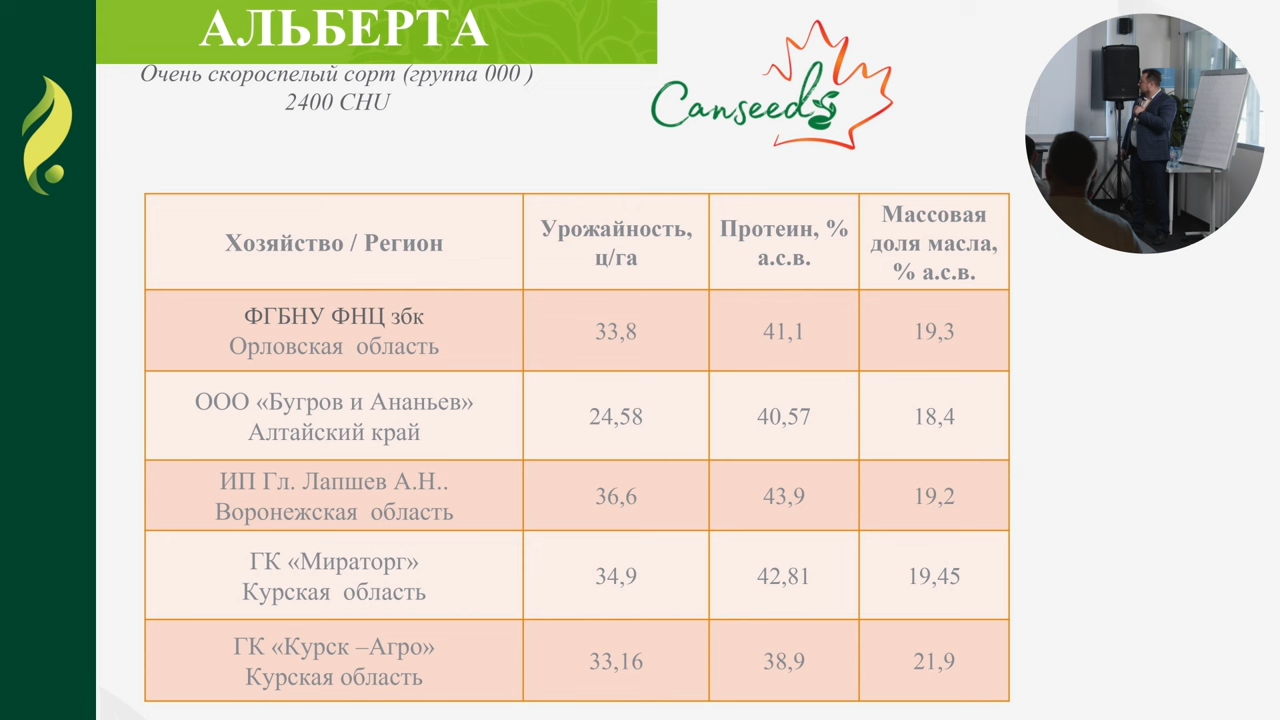 АЛЬБЕРТА
Очень скороспелый сорт (группа 000 )
2400 CHU
Canseeds
Хозяйство / Регион
Урожайность,
ц/га
Протеин, %
а.с.в.
Массовая
доля масла,
% а.с.в.
ФГБНУ ФНЦ збк
Орловская область
33,8
41,1
19,3
ООО «Бугров и Ананьев»
Алтайский край
24,58
40,57
18,4
ИП Гл. Лапшев А.Н..
Воронежская область
36,6
43,9
19,2
ГК «Мираторг»
Курская область
34,9
42,81
19,45
ГК «Курск –Агро»
Курская область
33,16
38,9
21,9